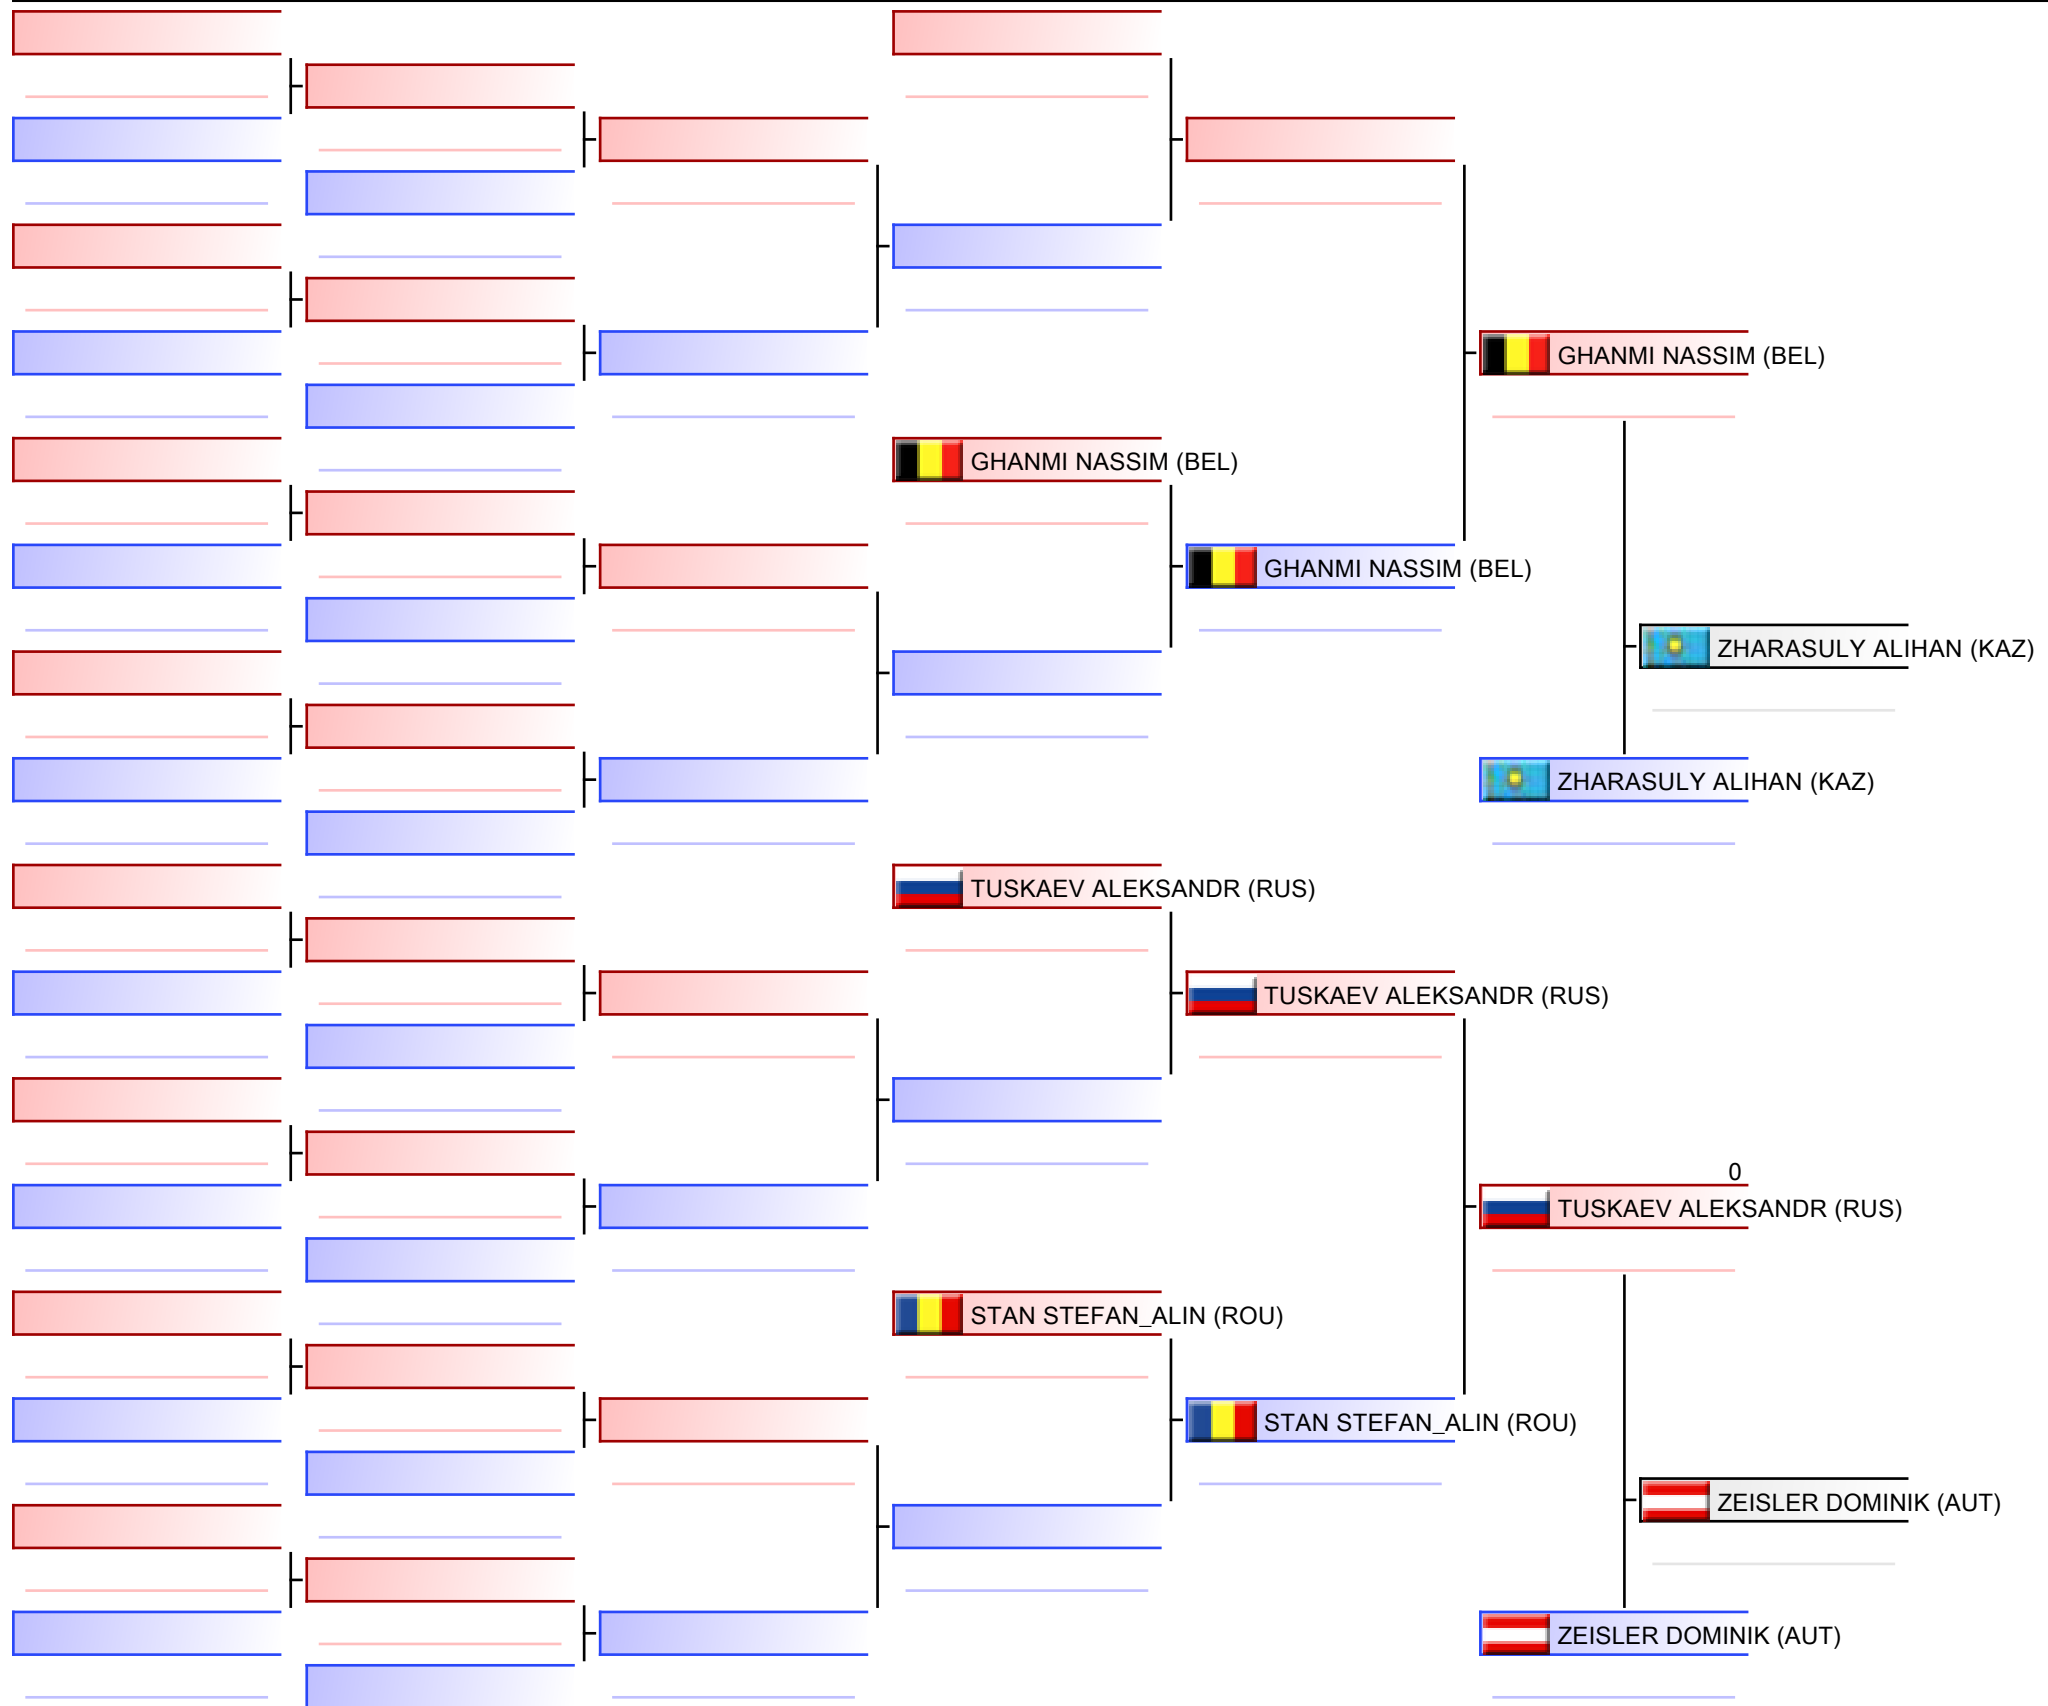 GHANMI NASSIM (BEL)
GHANMI NASSIM (BEL)
GHANMI NASSIM (BEL)
ZHARASULY ALIHAN (KAZ)
ZHARASULY ALIHAN (KAZ)
TUSKAEV ALEKSANDR (RUS)
TUSKAEV ALEKSANDR (RUS)
0
TUSKAEV ALEKSANDR (RUS)
STAN STEFAN_ALIN (ROU)
STAN STEFAN_ALIN (ROU)
ZEISLER DOMINIK (AUT)
ZEISLER DOMINIK (AUT)